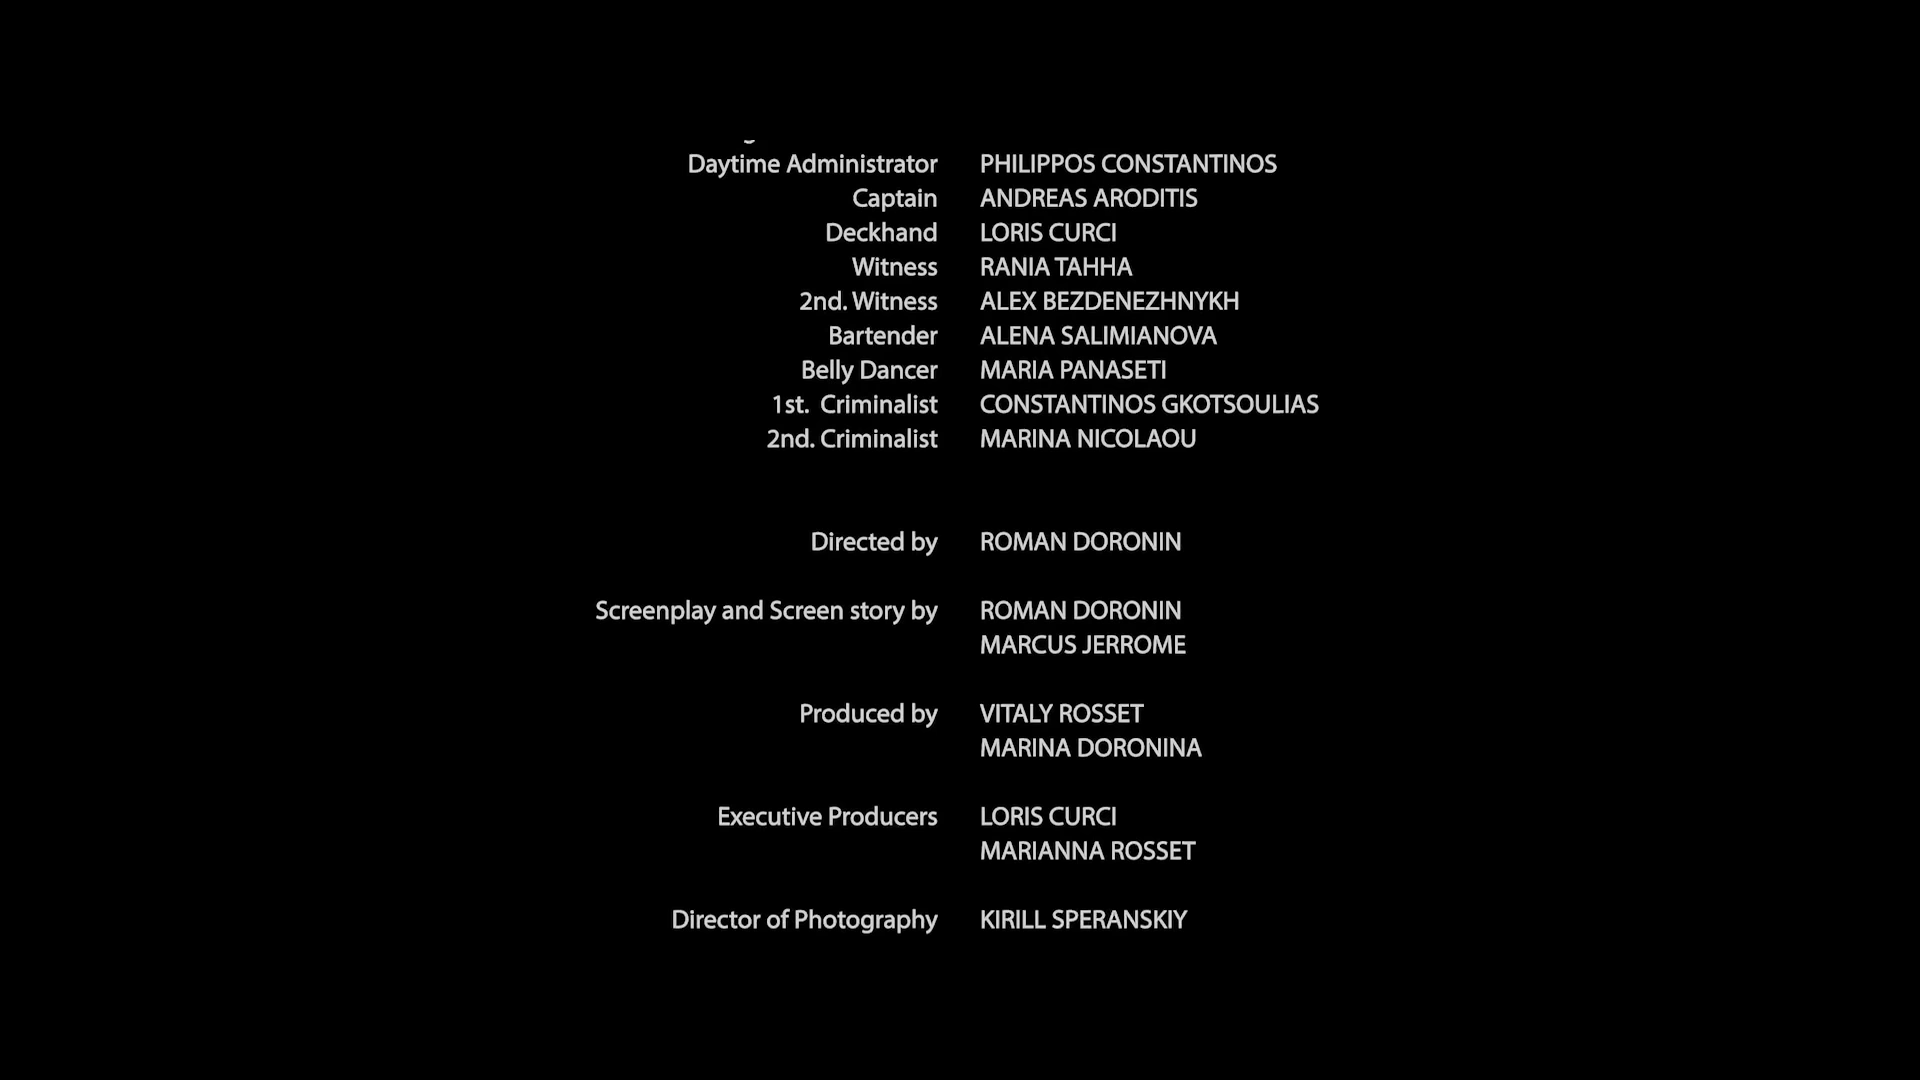 Daytime Administrator PHILIPPOS CONSTANTINOS
Captain ANDREAS ARODITIS
Deckhand LORIS CURCI
Witness RANIA TAHHA
2nd. Witness ALEX BEZDENEZHNYKH
Bartender ALENA SALIMIANOVA
Belly Dancer MARIA PANASETI
1st. Criminalist CONSTANTINOS GKOTSOULIAS
2nd. Criminalist MARINA NICOLAOU
Directed by ROMAN DORONIN
Screenplay and Screen story by ROMAN DORONIN
MARCUS JERROME
Produced by VITALY ROSSET
MARINA DORONINA
Executive Producers LORIS CURCI
MARIANNA ROSSET
Director of Photography KIRILL SPERANSKIY